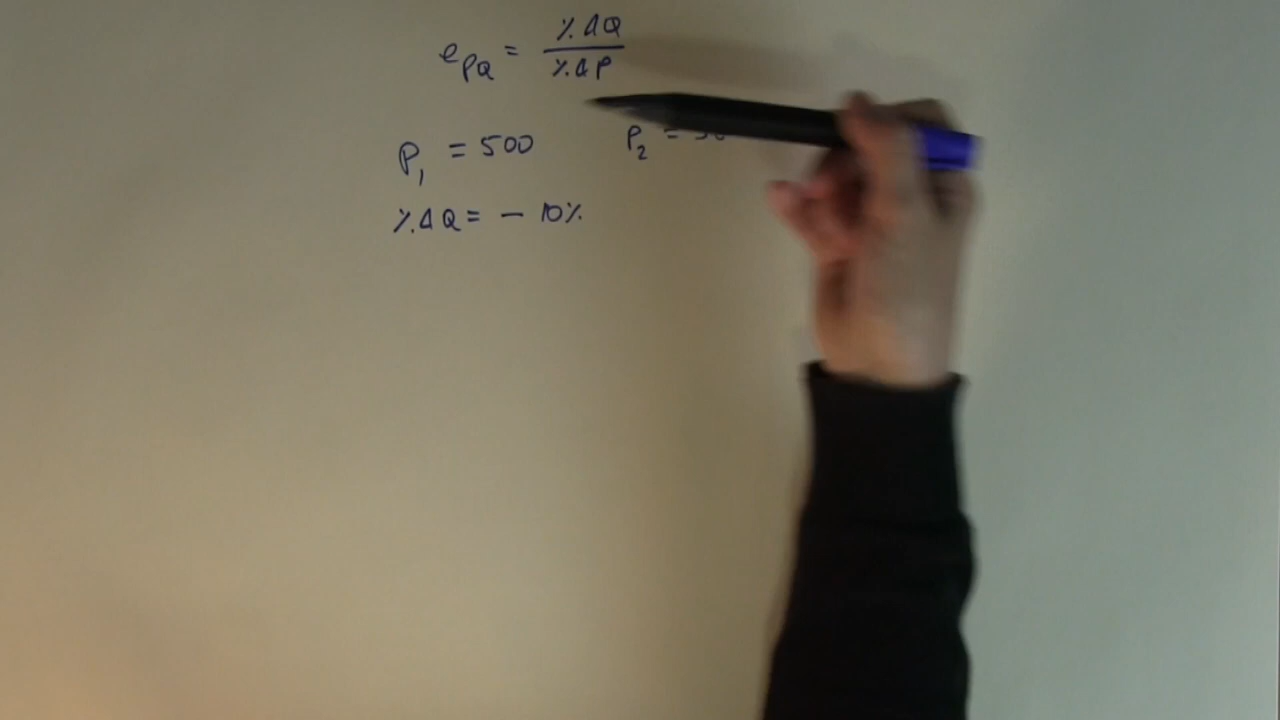 e_PQ = %ΔQ / %ΔP
P₁ = 500 P₂ =
%ΔQ = - 10%